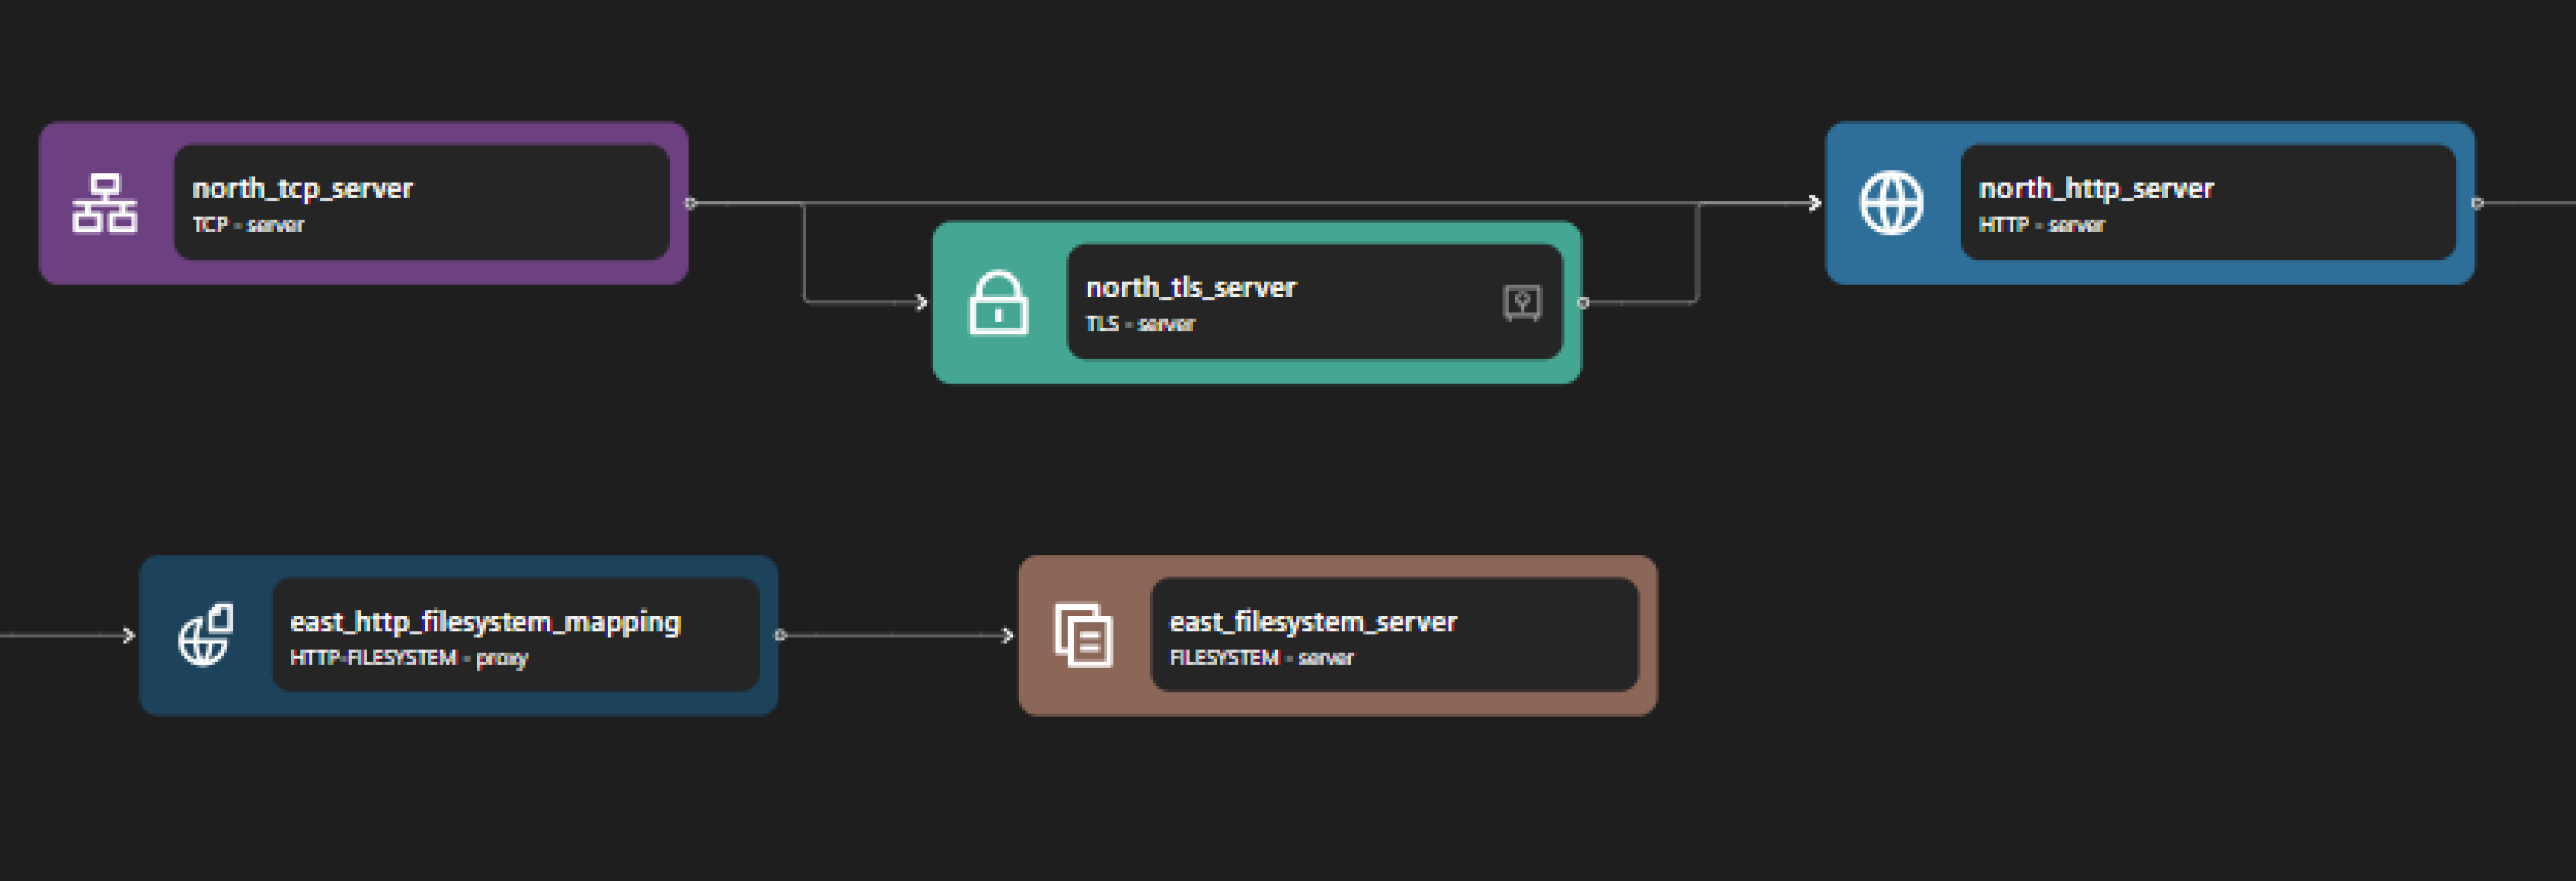 north_tcp_server
TCP - server
north_http_server
HTTP - server
north_tls_server
TLS - server
east_http_filesystem_mapping
HTTP-FILESYSTEM - proxy
east_filesystem_server
FILESYSTEM - server